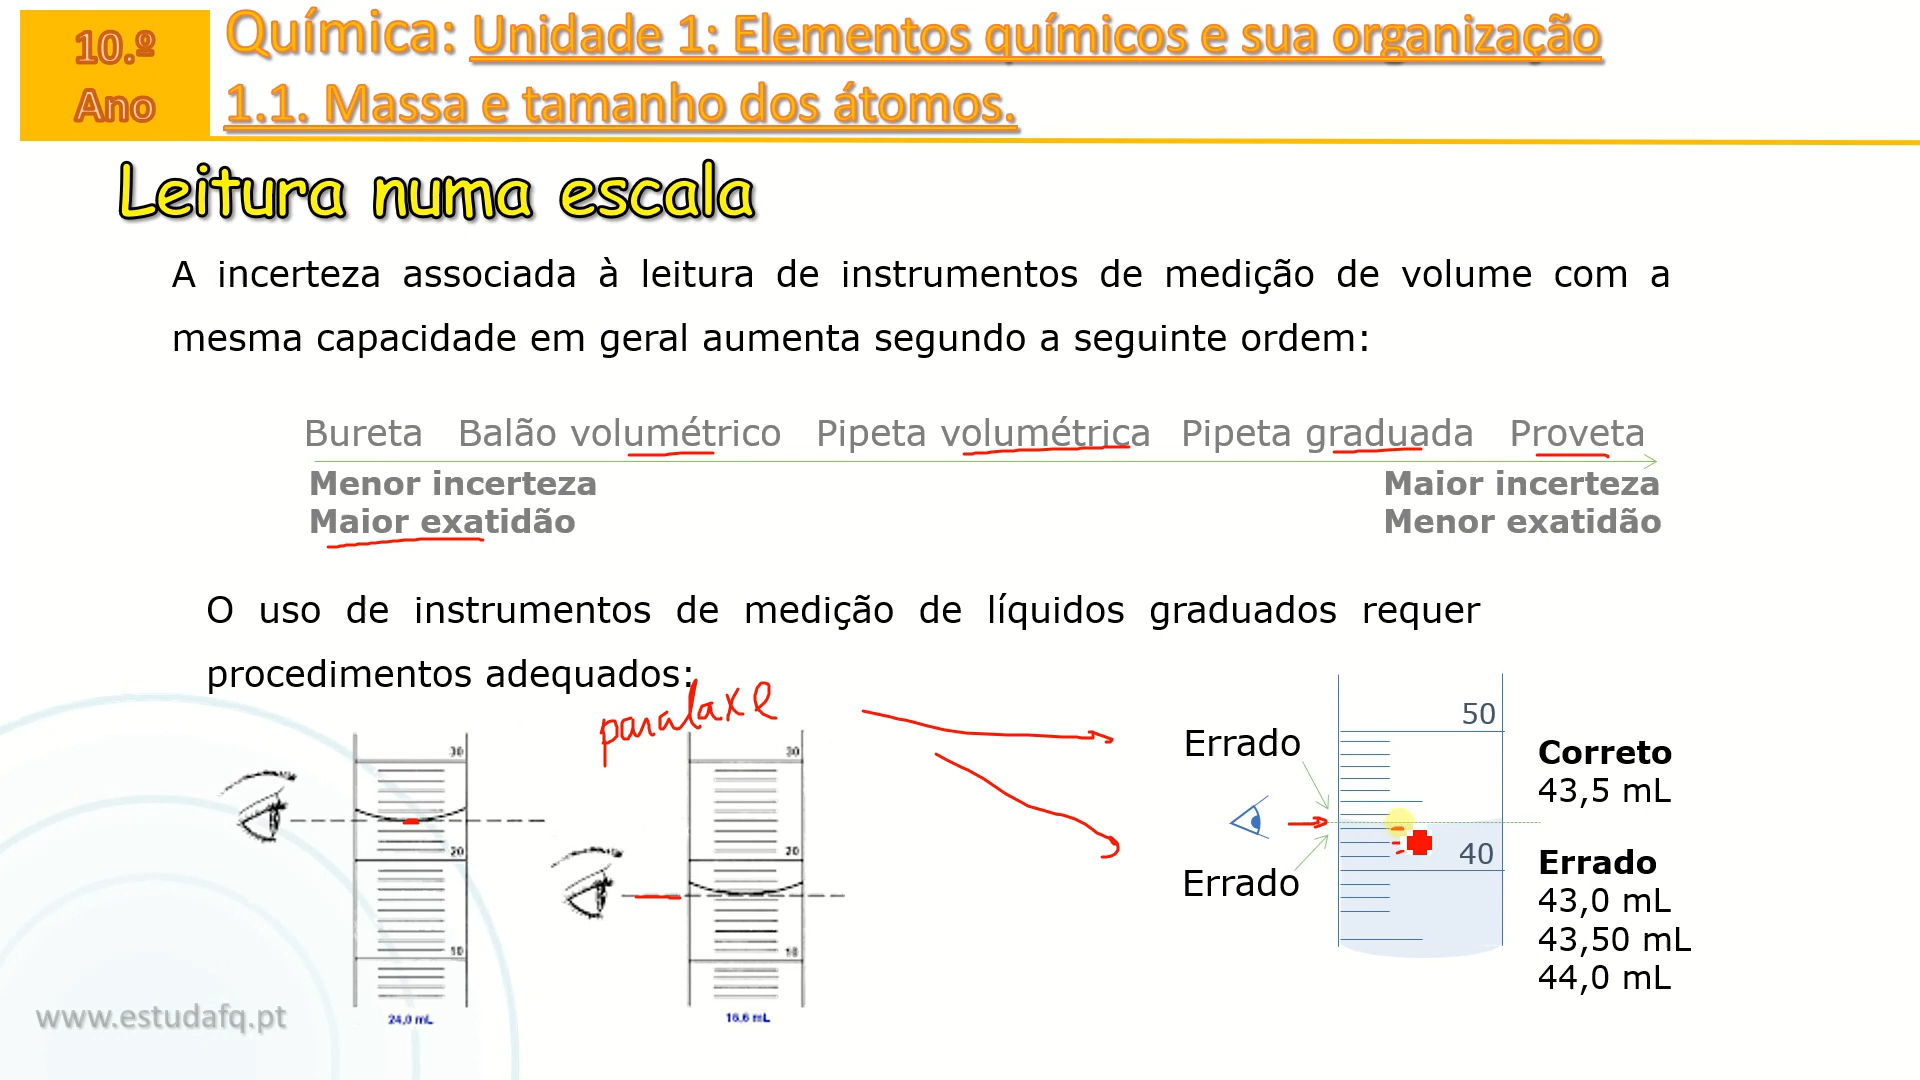 10.º
Ano
Química: Unidade 1: Elementos químicos e sua organização
1.1. Massa e tamanho dos átomos.
Leitura numa escala
A incerteza associada à leitura de instrumentos de medição de volume com a
mesma capacidade em geral aumenta segundo a seguinte ordem:
Bureta Balão volumétrico Pipeta volumétrica Pipeta graduada Proveta
Menor incerteza Maior incerteza
Maior exatidão Menor exatidão
O uso de instrumentos de medição de líquidos graduados requer
procedimentos adequados:
paralaxe
30
20
10
24,0 mL
30
20
10
16,6 mL
Errado
Errado
50
40
Correto
43,5 mL
Errado
43,0 mL
43,50 mL
44,0 mL
www.estudafq.pt